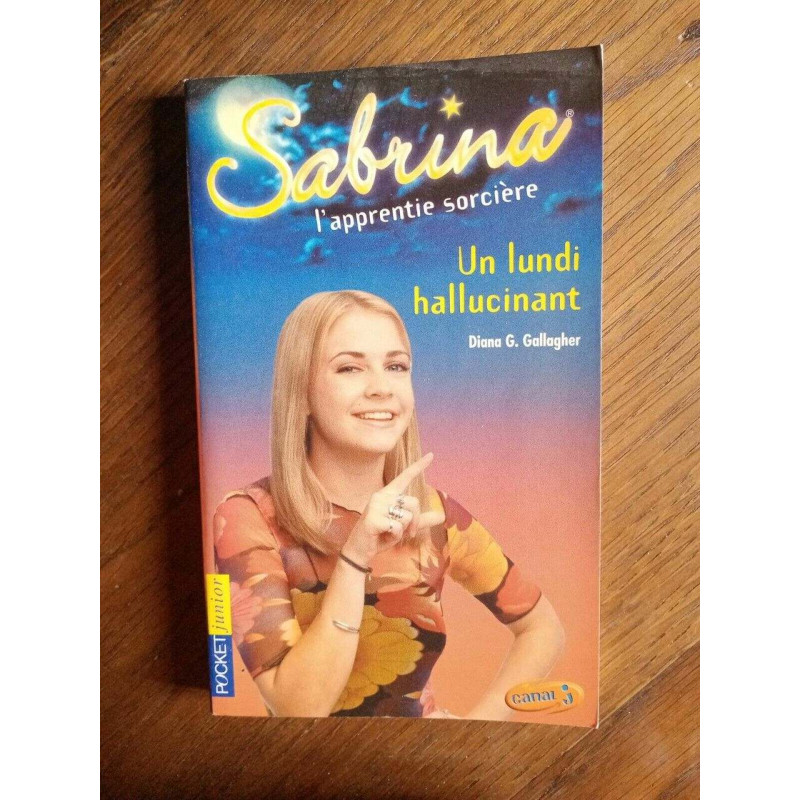 Sabrina®
l'apprentie sorcière
Un lundi
hallucinant
Diana G. Gallagher
POCKET junior
CANAL J